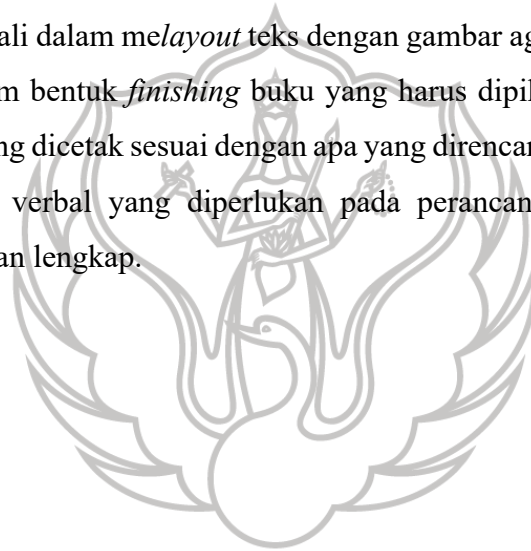 ali dalam melayout teks dengan gambar ag
m bentuk finishing buku yang harus dipil
ng dicetak sesuai dengan apa yang direncar
verbal yang diperlukan pada perancan
an lengkap.